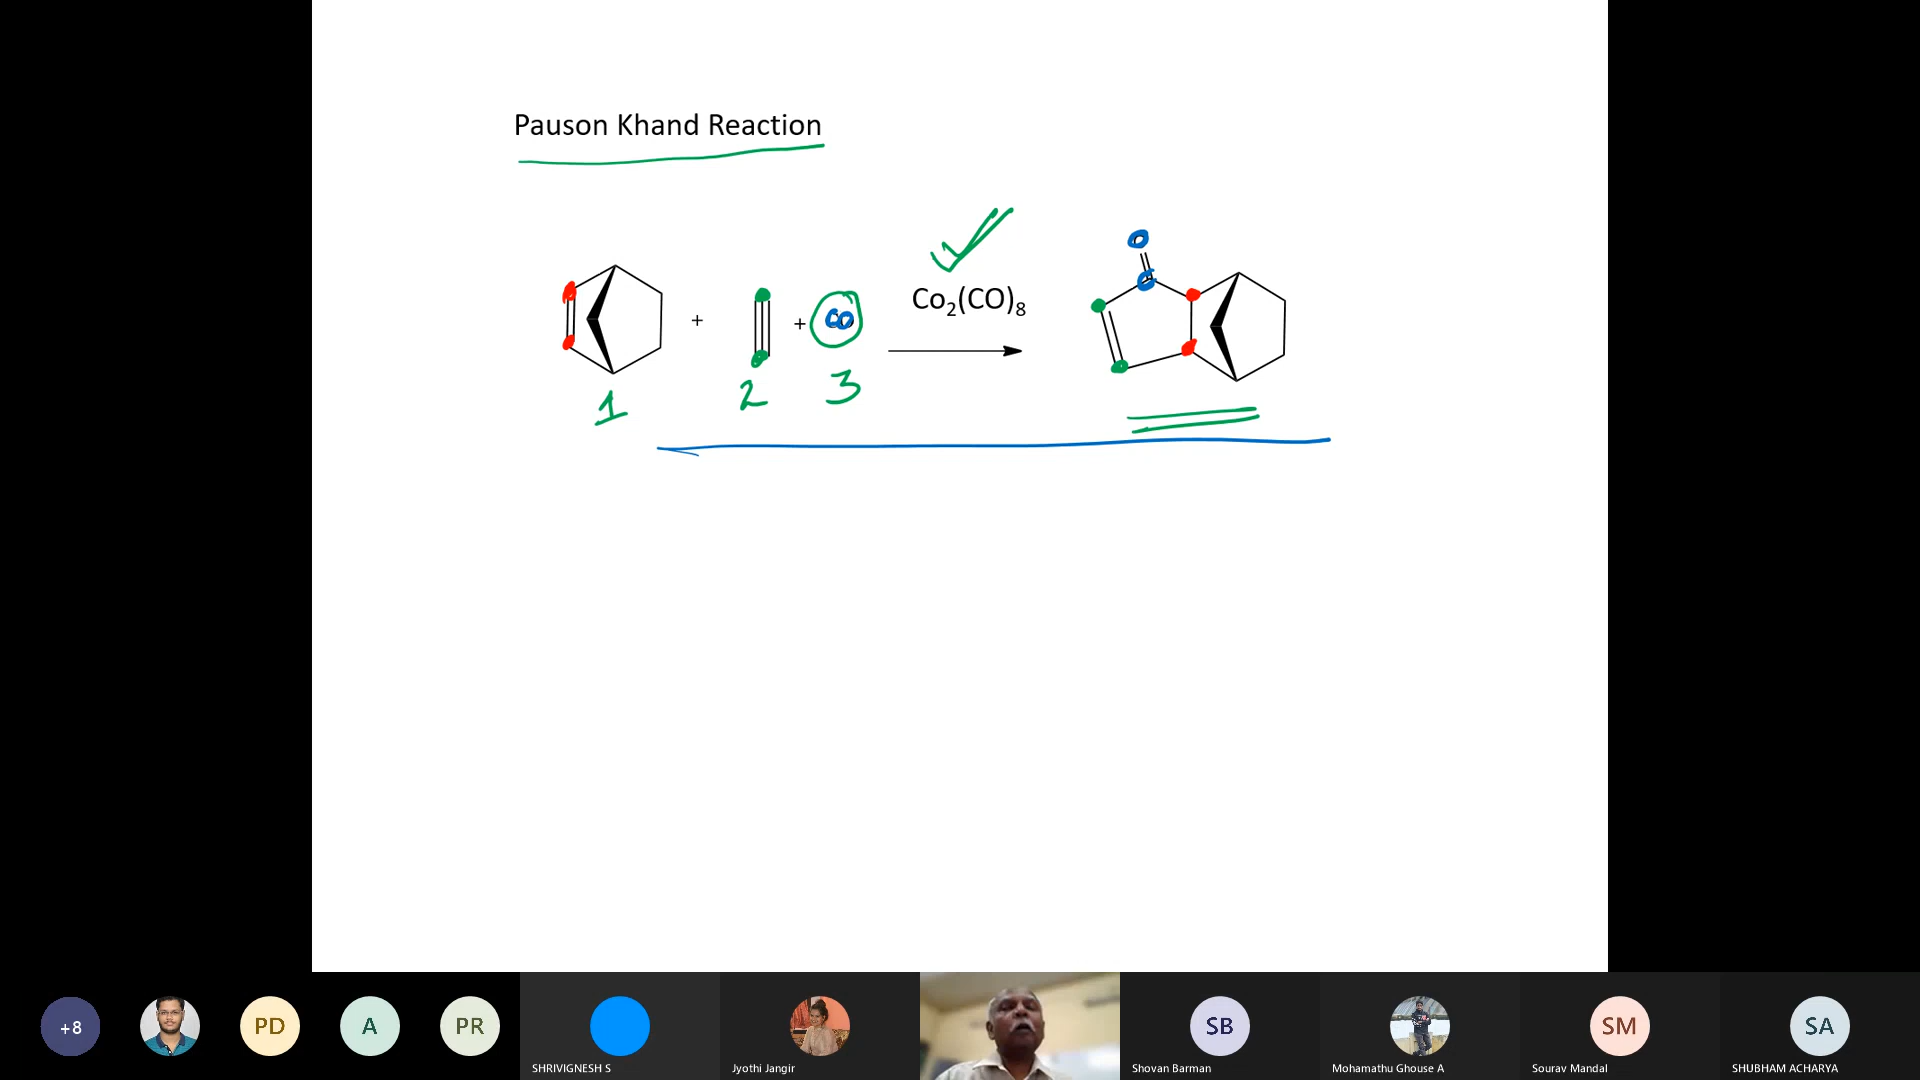 Pauson Khand Reaction
O
Co₂(CO)₈
C
+ + CO
1 2 3
+8 PD A PR SB SM SA
SHRIVIGNESH S Jyothi Jangir Shovan Barman Mohamathu Ghouse A Sourav Mandal SHUBHAM ACHARYA